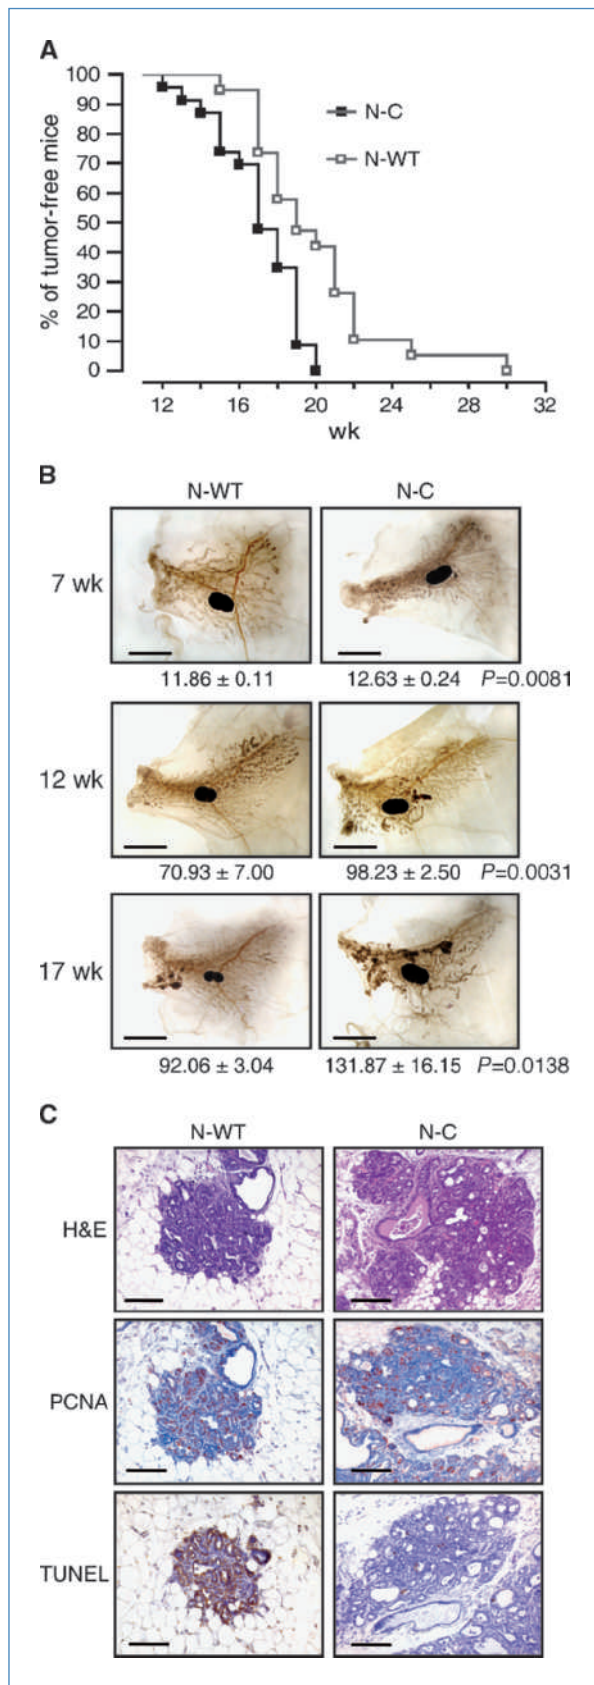 A
100
90
80
70
60
50
40
30
20
10
0
% of tumor-free mice
N-C
N-WT
12 16 20 24 28 32
wk
B
N-WT N-C
7 wk
11.86 ± 0.11 12.63 ± 0.24 P=0.0081
12 wk
70.93 ± 7.00 98.23 ± 2.50 P=0.0031
17 wk
92.06 ± 3.04 131.87 ± 16.15 P=0.0138
C
N-WT N-C
H&E
PCNA
TUNEL